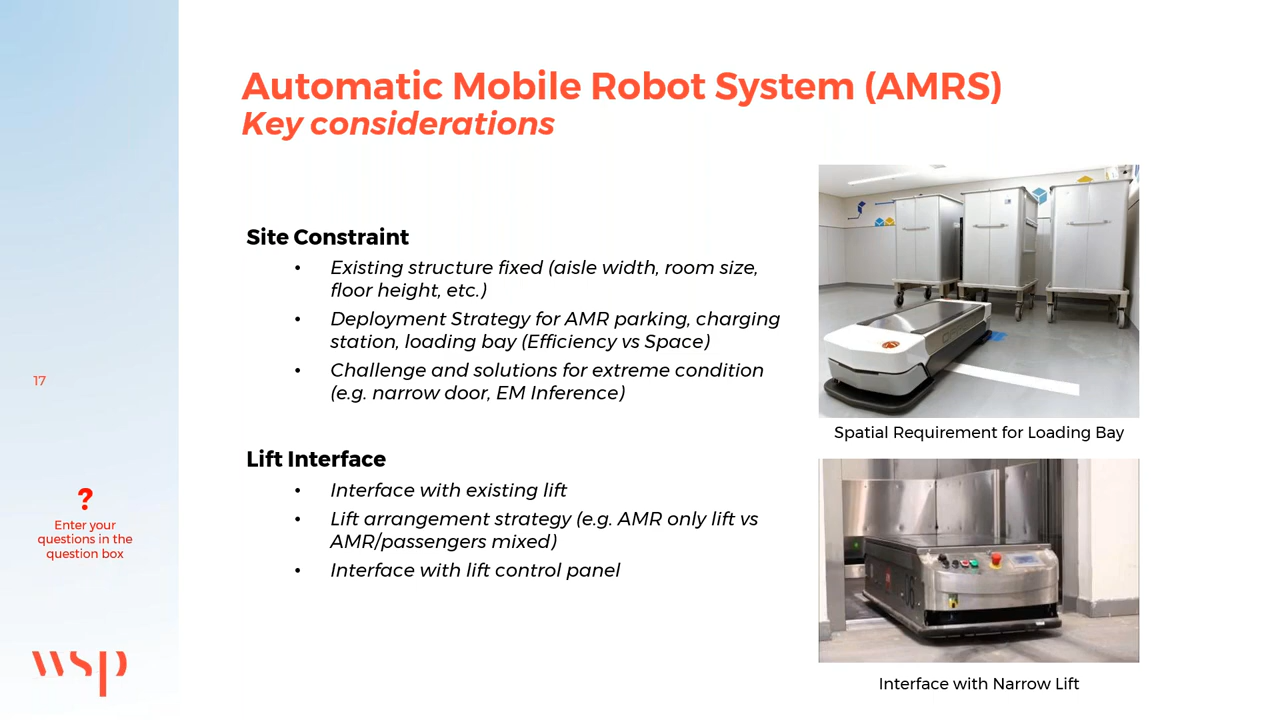 Automatic Mobile Robot System (AMRS)
Key considerations
Site Constraint
• Existing structure fixed (aisle width, room size,
floor height, etc.)
• Deployment Strategy for AMR parking, charging
station, loading bay (Efficiency vs Space)
• Challenge and solutions for extreme condition
(e.g. narrow door, EM Inference)
Lift Interface
• Interface with existing lift
• Lift arrangement strategy (e.g. AMR only lift vs
AMR/passengers mixed)
• Interface with lift control panel
Spatial Requirement for Loading Bay
Interface with Narrow Lift
17
?
Enter your
questions in the
question box
wsp